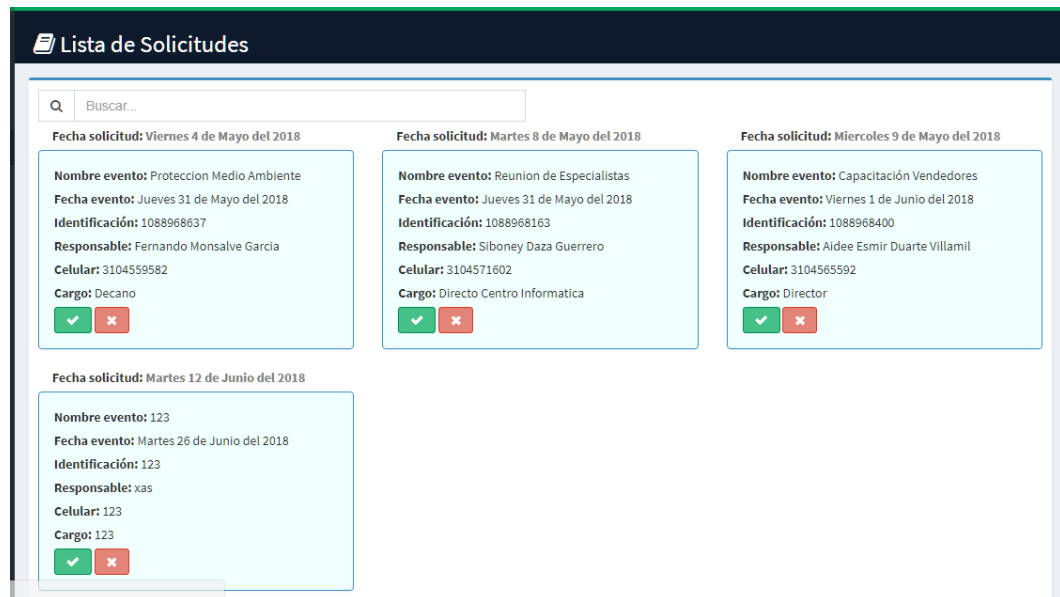 Lista de Solicitudes
Buscar...
Fecha solicitud: Viernes 4 de Mayo del 2018
Nombre evento: Proteccion Medio Ambiente
Fecha evento: Jueves 31 de Mayo del 2018
Identificación: 1088968637
Responsable: Fernando Monsalve Garcia
Celular: 3104559582
Cargo: Decano
Fecha solicitud: Martes 8 de Mayo del 2018
Nombre evento: Reunion de Especialistas
Fecha evento: Jueves 31 de Mayo del 2018
Identificación: 1088968163
Responsable: Siboney Daza Guerrero
Celular: 3104571602
Cargo: Directo Centro Informatica
Fecha solicitud: Miercoles 9 de Mayo del 2018
Nombre evento: Capacitación Vendedores
Fecha evento: Viernes 1 de Junio del 2018
Identificación: 1088968400
Responsable: Aidee Esmir Duarte Villamil
Celular: 3104565592
Cargo: Director
Fecha solicitud: Martes 12 de Junio del 2018
Nombre evento: 123
Fecha evento: Martes 26 de Junio del 2018
Identificación: 123
Responsable: xas
Celular: 123
Cargo: 123